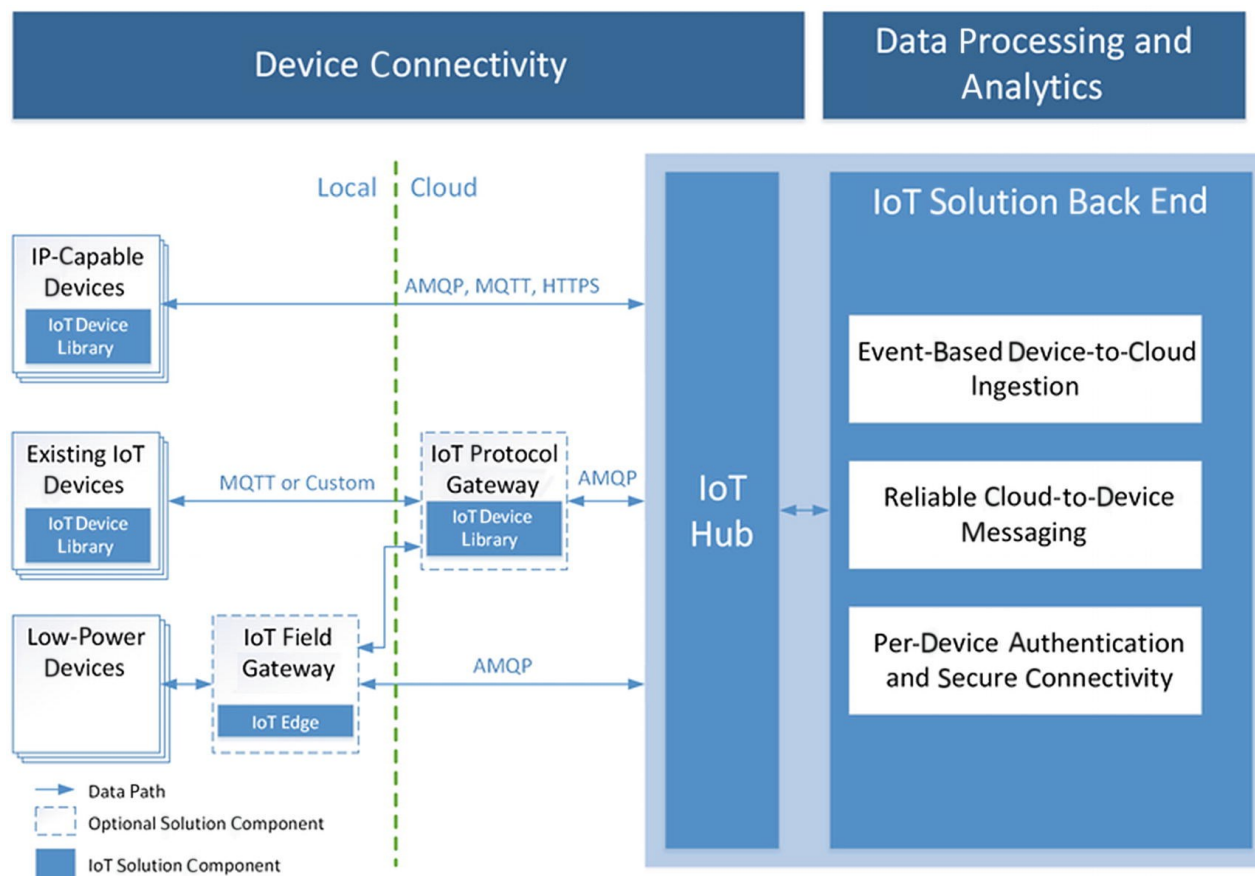 Device Connectivity
Data Processing and
Analytics
Local
Cloud
IoT Solution Back End
IP-Capable
Devices
IoT Device
Library
AMQP, MQTT, HTTPS
Event-Based Device-to-Cloud
Ingestion
Existing IoT
Devices
IoT Device
Library
MQTT or Custom
IoT Protocol
Gateway
IoT Device
Library
AMQP
IoT
Hub
Reliable Cloud-to-Device
Messaging
Low-Power
Devices
IoT Field
Gateway
IoT Edge
AMQP
Per-Device Authentication
and Secure Connectivity
Data Path
Optional Solution Component
IoT Solution Component